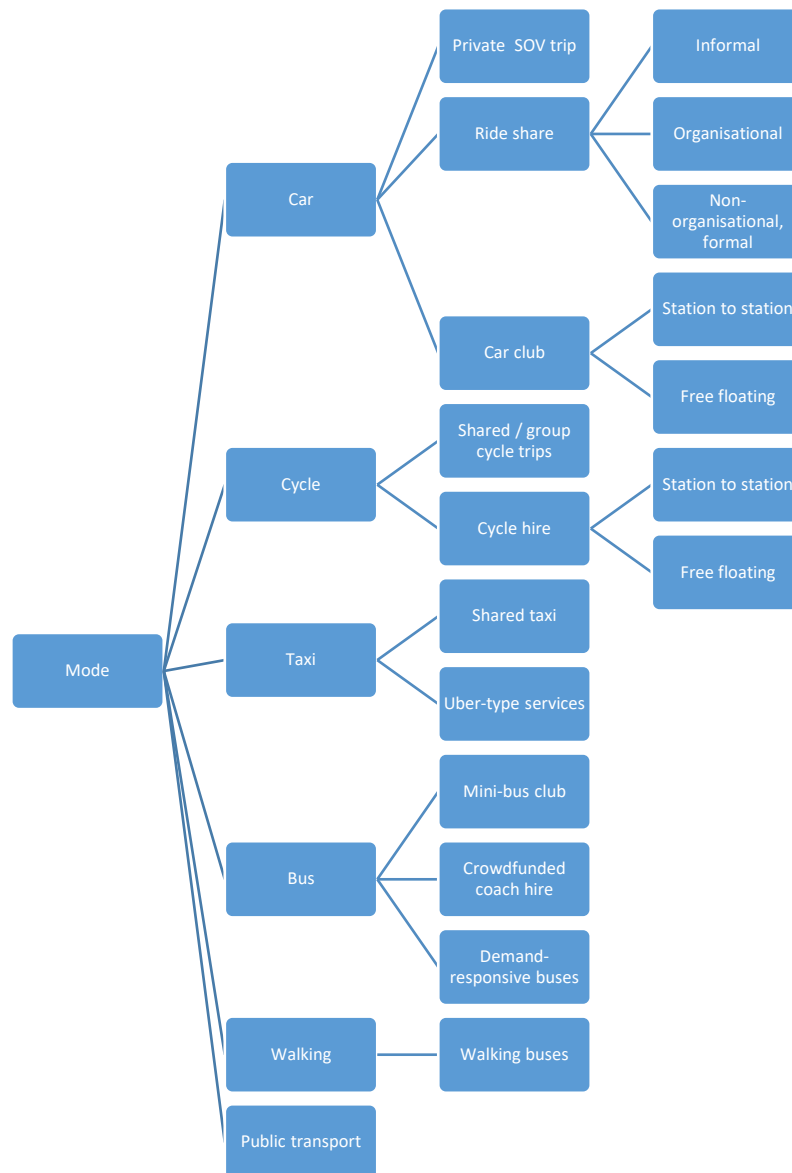 Private SOV trip
Informal
Ride share
Organisational
Car
Non-
organisational,
formal
Station to station
Car club
Free floating
Shared / group
cycle trips
Cycle
Station to station
Cycle hire
Free floating
Shared taxi
Mode
Taxi
Uber-type services
Mini-bus club
Bus
Crowdfunded
coach hire
Demand-
responsive buses
Walking
Walking buses
Public transport